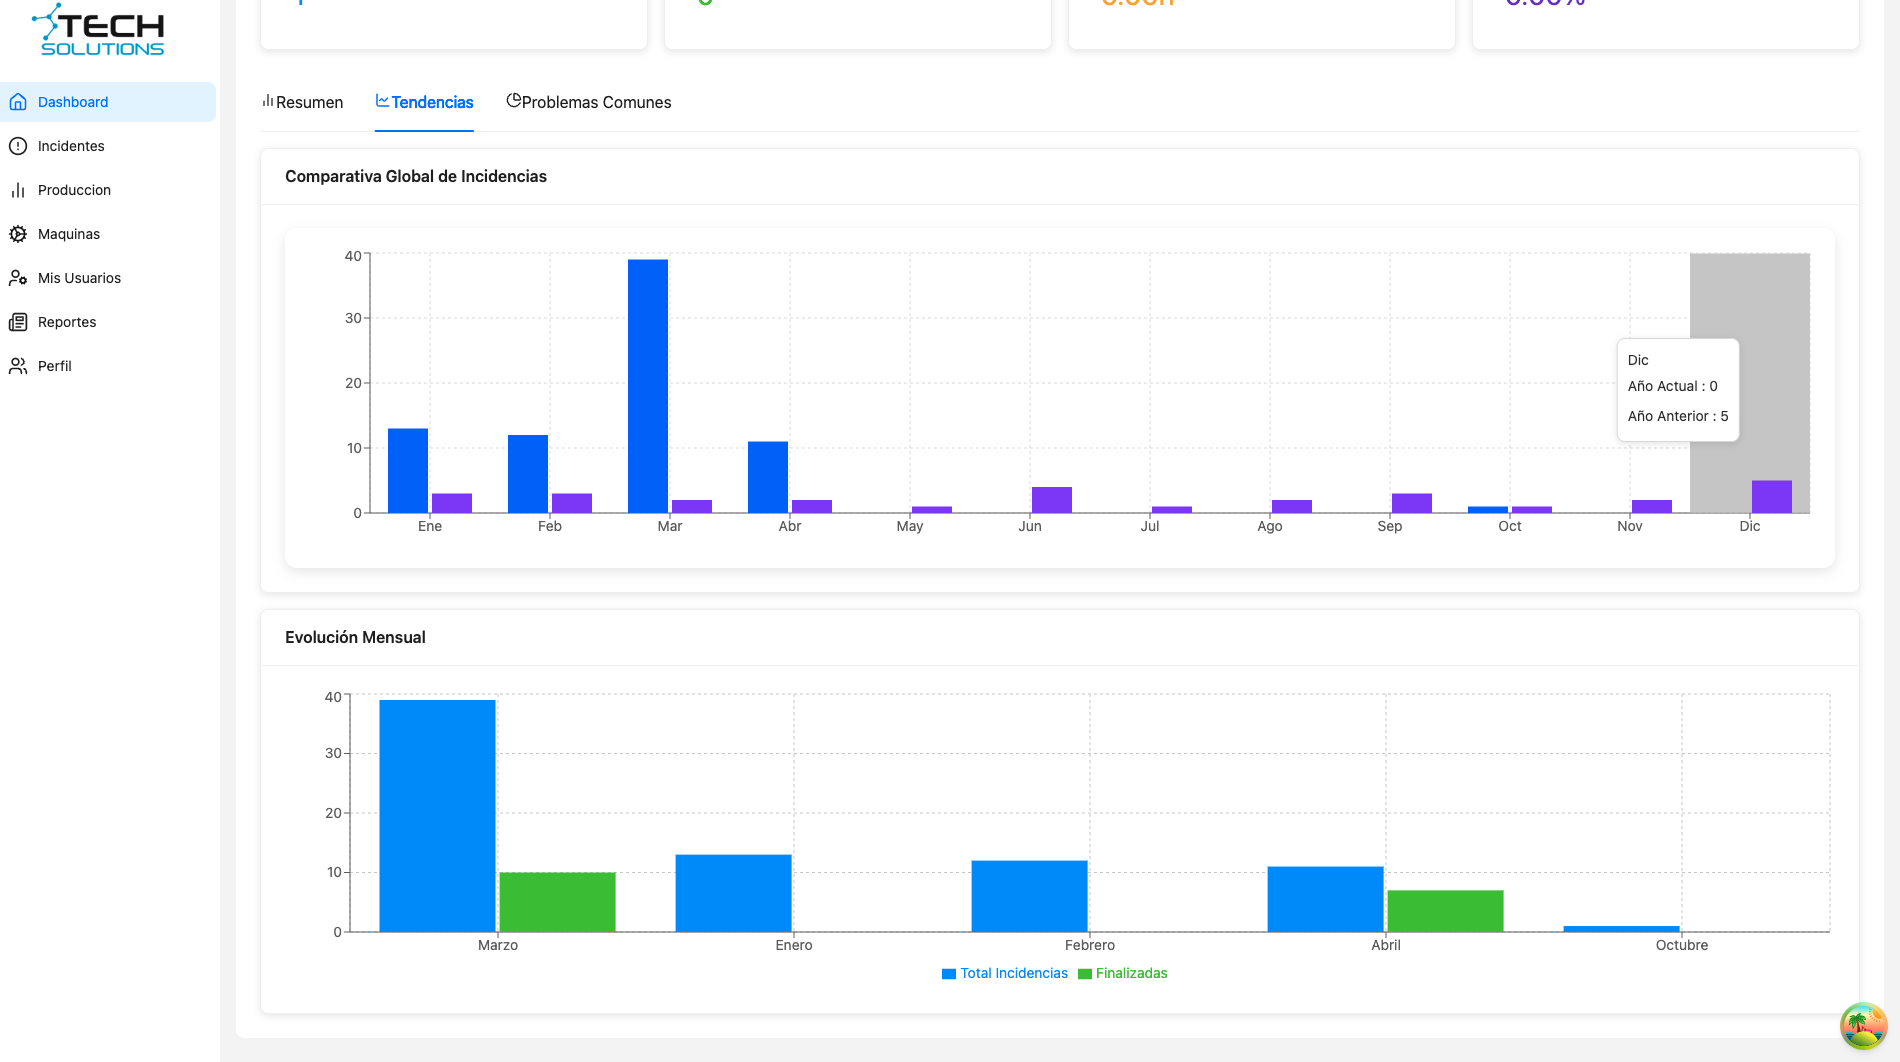 TECH
SOLUTIONS
Dashboard
Incidentes
Produccion
Maquinas
Mis Usuarios
Reportes
Perfil
Resumen
Tendencias
Problemas Comunes
Comparativa Global de Incidencias
40
30
20
10
0
Ene
Feb
Mar
Abr
May
Jun
Jul
Ago
Sep
Oct
Nov
Dic
Dic
Año Actual : 0
Año Anterior : 5
Evolución Mensual
40
30
20
10
0
Marzo
Enero
Febrero
Abril
Octubre
Total Incidencias
Finalizadas